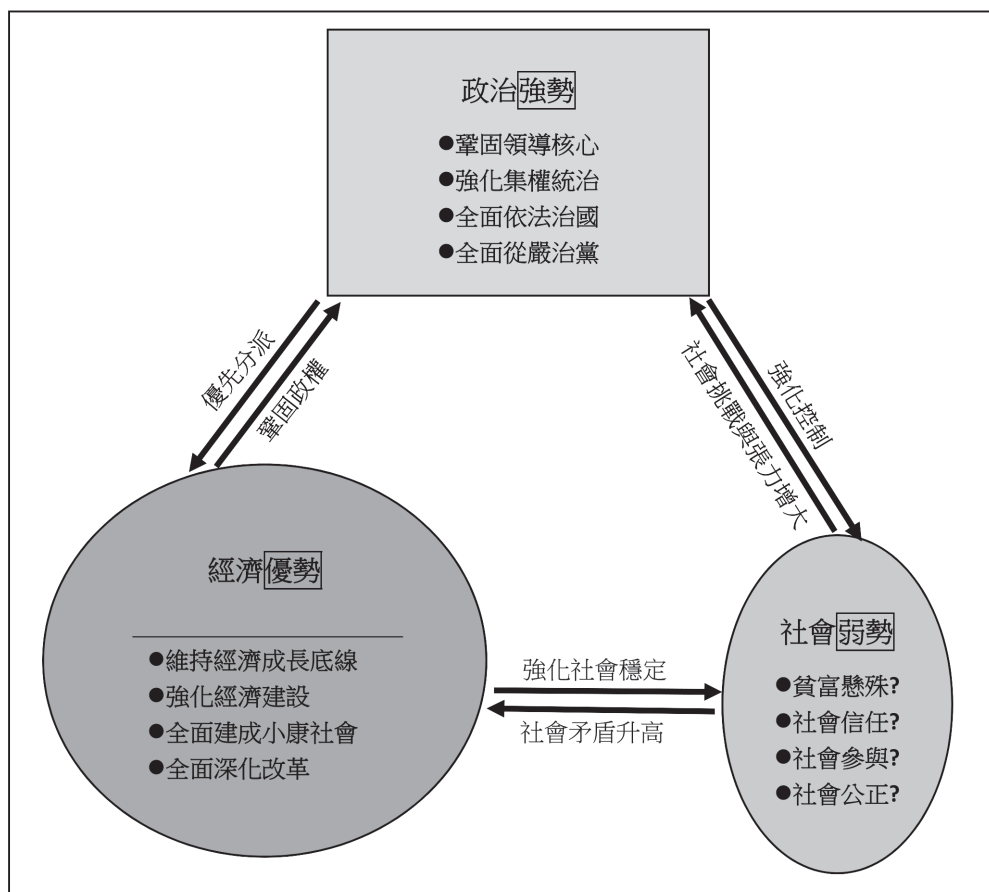 政治強勢
●鞏固領導核心
●強化集權統治
●全面依法治國
●全面從嚴治黨
優先分派
鞏固政權
社會挑戰與張力增大
強化控制
經濟優勢
●維持經濟成長底線
●強化經濟建設
●全面建成小康社會
●全面深化改革
強化社會穩定
社會矛盾升高
社會弱勢
●貧富懸殊?
●社會信任?
●社會參與?
●社會公正?